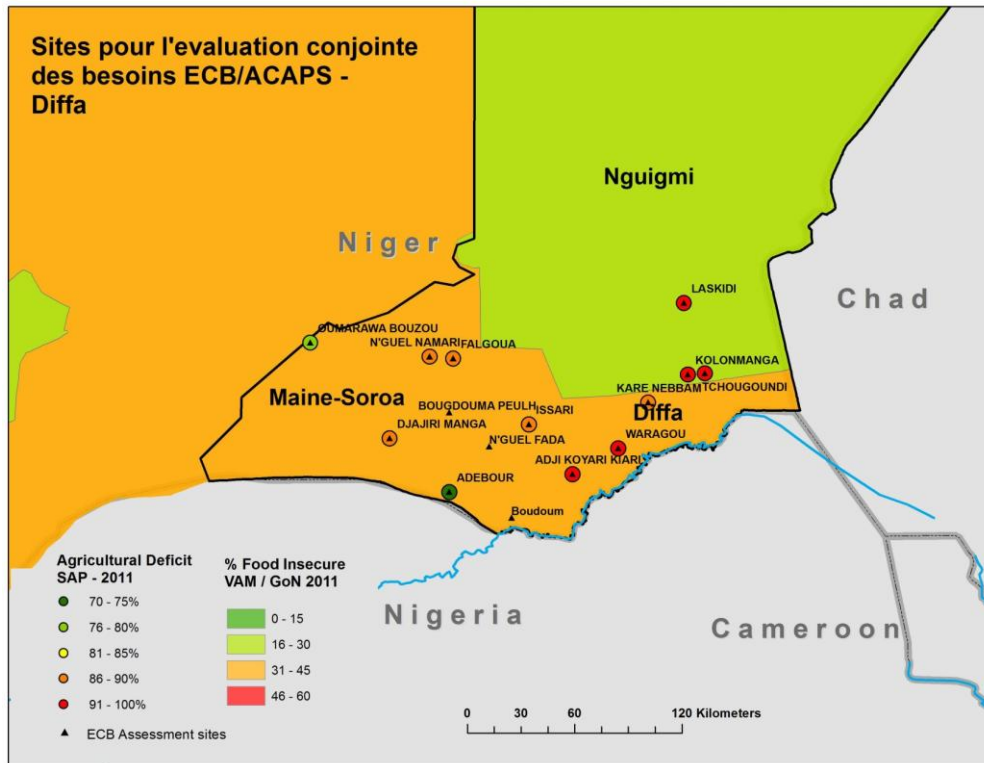 Sites pour l'evaluation conjointe
des besoins ECB/ACAPS -
Diffa
Nguigmi
Niger
Chad
LASKIDI
OUMARAWA BOUZOU
N'GUEL NAMARI
FALGOUA
KOLONMANGA
KARE NEBBAM
TCHOUGOUNDI
Maine-Soroa
BOUGDOUMA PEULH
ISSARI
Diffa
DJAJIRI MANGA
WARAGOU
N'GUEL FADA
ADJI KOYARI KIARI
ADEBOUR
Boudoum
Agricultural Deficit
SAP - 2011
70 - 75%
76 - 80%
81 - 85%
86 - 90%
91 - 100%
ECB Assessment sites
% Food Insecure
VAM / GoN 2011
0 - 15
16 - 30
31 - 45
46 - 60
Nigeria
Cameroon
0 30 60 120 Kilometers